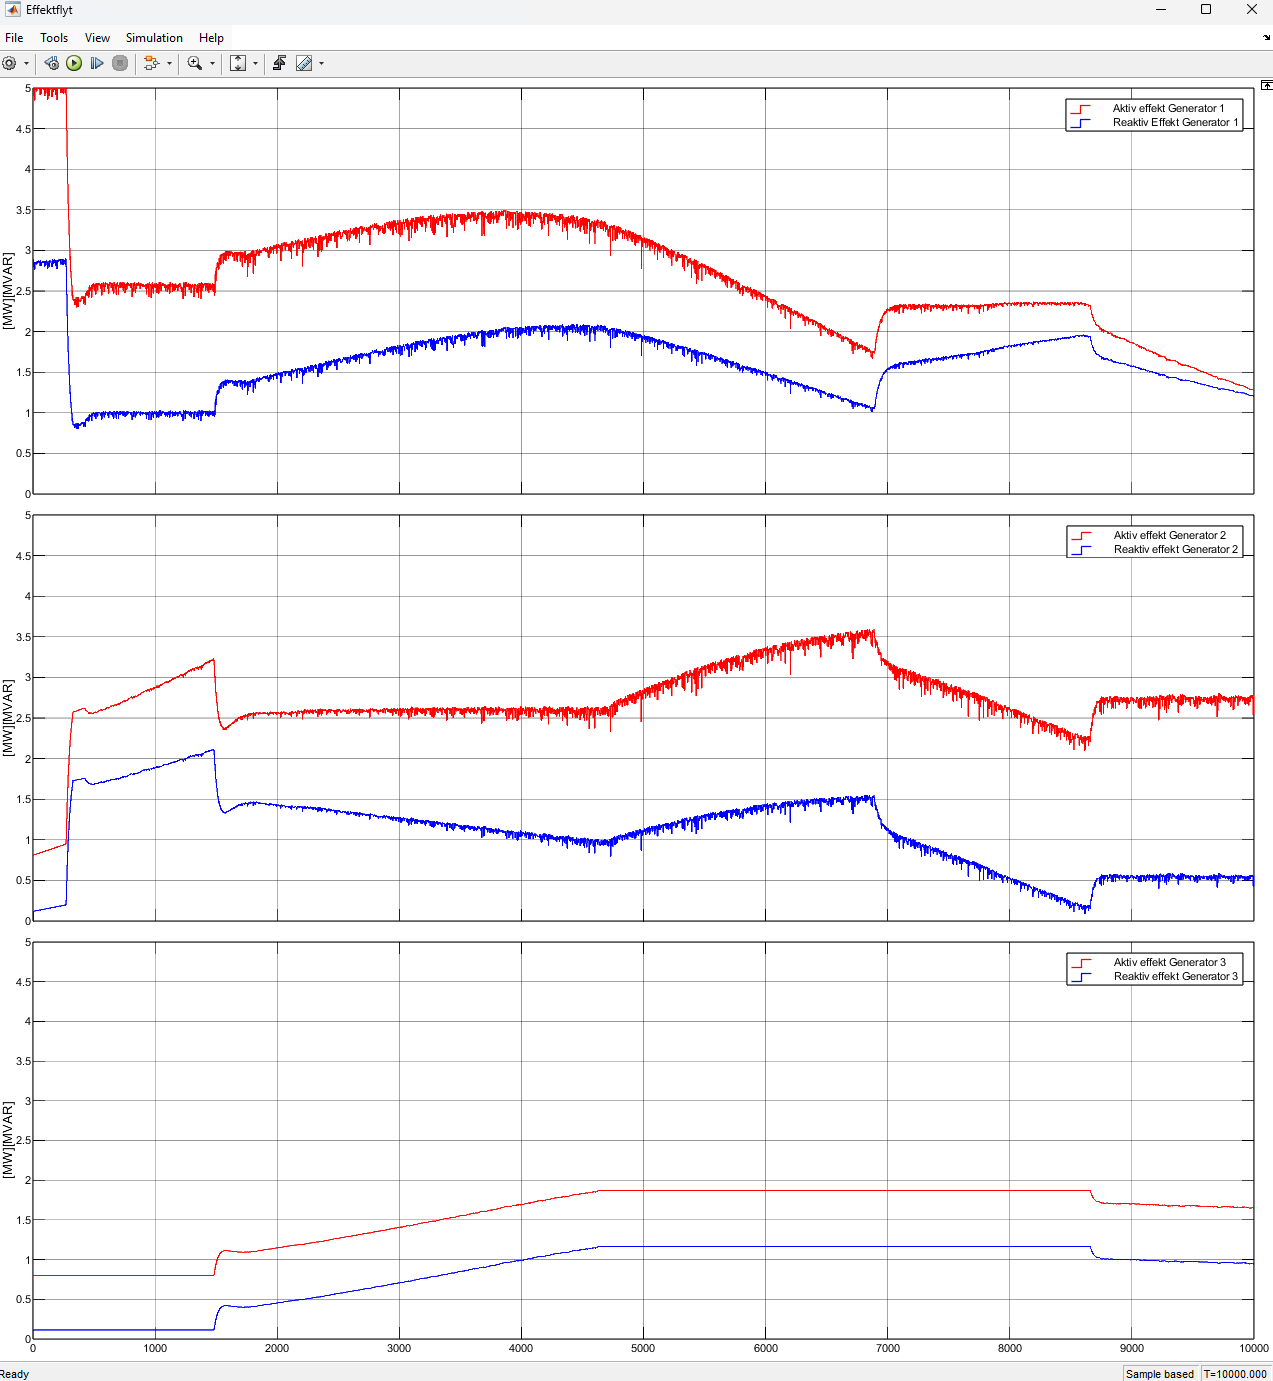 Effektflyt
File Tools View Simulation Help
5
4.5
4
3.5
3
2.5
2
1.5
1
0.5
0
[MW][MVAR]
Aktiv effekt Generator 1
Reaktiv Effekt Generator 1
5
4.5
4
3.5
3
2.5
2
1.5
1
0.5
0
[MW][MVAR]
Aktiv effekt Generator 2
Reaktiv effekt Generator 2
5
4.5
4
3.5
3
2.5
2
1.5
1
0.5
0
[MW][MVAR]
Aktiv effekt Generator 3
Reaktiv effekt Generator 3
0 1000 2000 3000 4000 5000 6000 7000 8000 9000 10000
Ready
Sample based T=10000.000